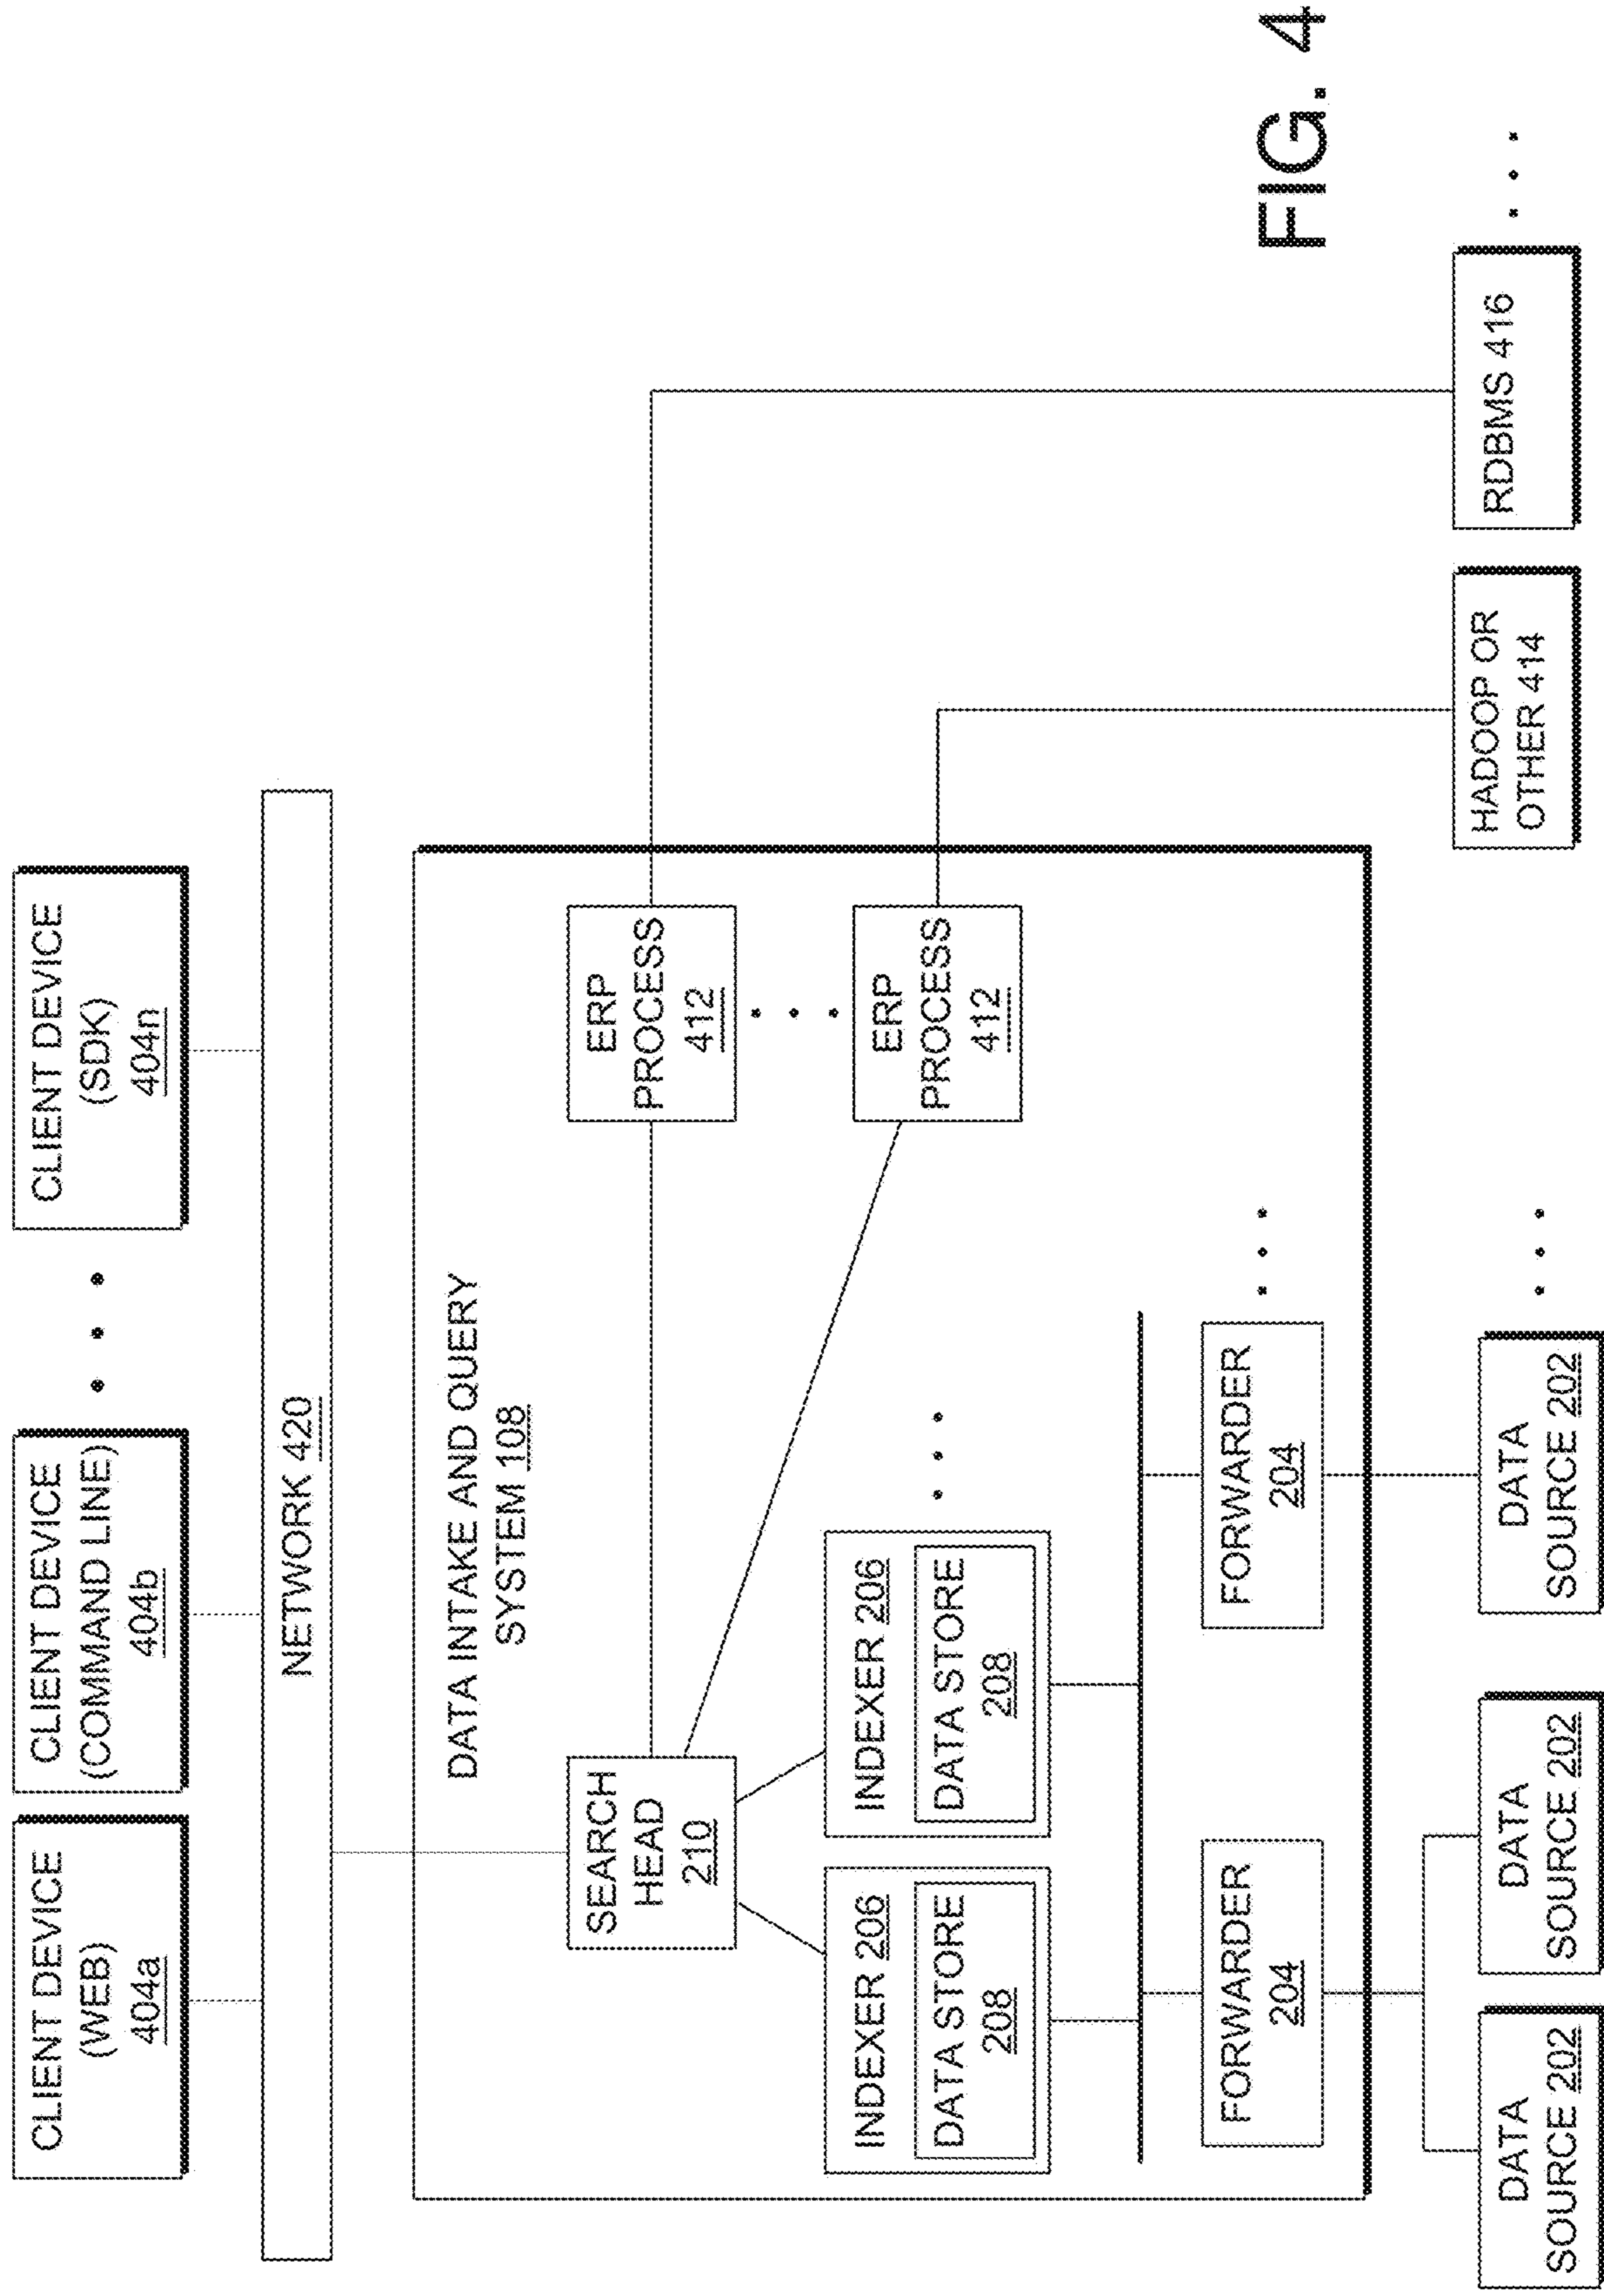 CLIENT DEVICE
(WEB)
404a
CLIENT DEVICE
(COMMAND LINE)
404b
CLIENT DEVICE
(SDK)
404n
NETWORK 420
DATA INTAKE AND QUERY
SYSTEM 108
SEARCH
HEAD
210
ERP
PROCESS
412
INDEXER 206
DATA STORE
208
INDEXER 206
DATA STORE
208
ERP
PROCESS
412
FORWARDER
204
FORWARDER
204
DATA
SOURCE 202
DATA
SOURCE 202
DATA
SOURCE 202
HADOOP OR
OTHER 414
RDBMS 416
FIG. 4